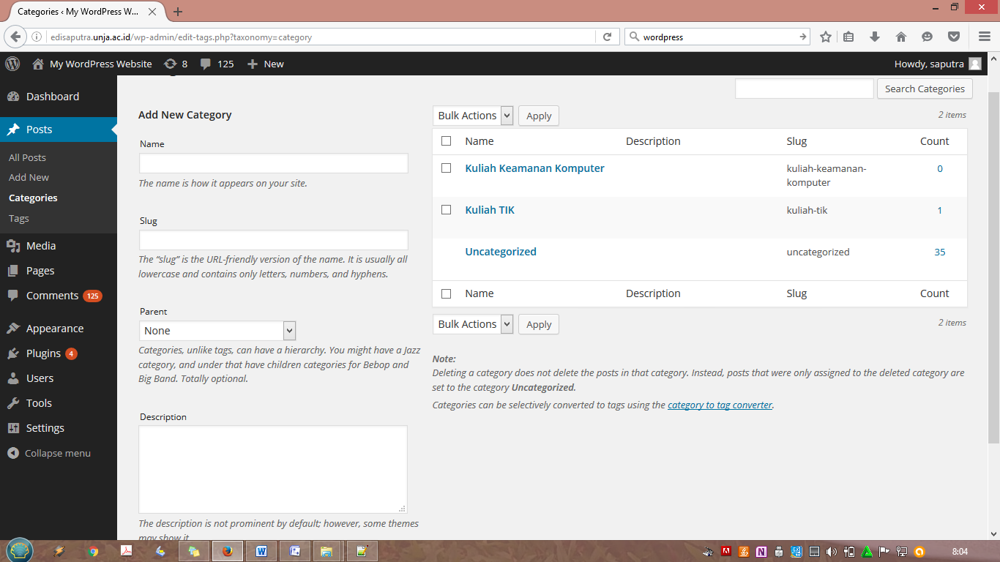 Categories ‹ My WordPress W...
edisaputra.unja.ac.id/wp-admin/edit-tags.php?taxonomy=category
wordpress
My WordPress Website
8
125
New
Howdy, saputra
Dashboard
Posts
All Posts
Add New
Categories
Tags
Media
Pages
Comments 125
Appearance
Plugins 4
Users
Tools
Settings
Collapse menu
Search Categories
Add New Category
Name
The name is how it appears on your site.
Slug
The “slug” is the URL-friendly version of the name. It is usually all
lowercase and contains only letters, numbers, and hyphens.
Parent
None
Categories, unlike tags, can have a hierarchy. You might have a Jazz
category, and under that have children categories for Bebop and
Big Band. Totally optional.
Description
The description is not prominent by default; however, some themes
may show it.
Bulk Actions Apply 2 items
Name Description Slug Count
Kuliah Keamanan Komputer kuliah-keamanan- 0
komputer
Kuliah TIK kuliah-tik 1
Uncategorized uncategorized 35
Name Description Slug Count
Bulk Actions Apply 2 items
Note:
Deleting a category does not delete the posts in that category. Instead, posts that were only assigned to the deleted category are
set to the category Uncategorized.
Categories can be selectively converted to tags using the category to tag converter.
8:04